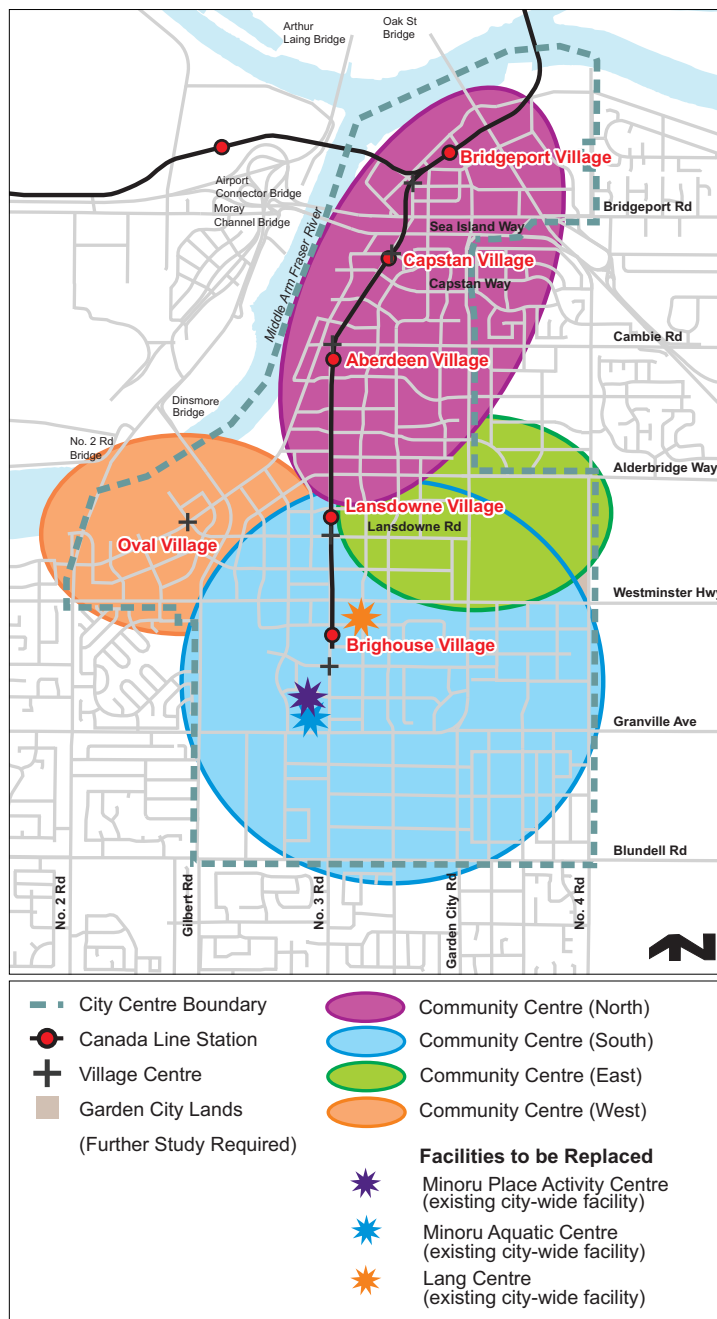 Arthur
Laing Bridge
Oak St
Bridge
Bridgeport Village
Airport
Connector Bridge
Moray
Channel Bridge
Bridgeport Rd
Sea Island Way
Middle Arm Fraser River
Capstan Village
Capstan Way
Cambie Rd
Aberdeen Village
Dinsmore
Bridge
No. 2 Rd
Bridge
Alderbridge Way
Lansdowne Village
Lansdowne Rd
Oval Village
Westminster Hwy
Brighouse Village
Granville Ave
Blundell Rd
No. 2 Rd
Gilbert Rd
No. 3 Rd
Garden City Rd
No. 4 Rd
N
City Centre Boundary
Canada Line Station
Village Centre
Garden City Lands
(Further Study Required)
Community Centre (North)
Community Centre (South)
Community Centre (East)
Community Centre (West)
Facilities to be Replaced
Minoru Place Activity Centre
(existing city-wide facility)
Minoru Aquatic Centre
(existing city-wide facility)
Lang Centre
(existing city-wide facility)